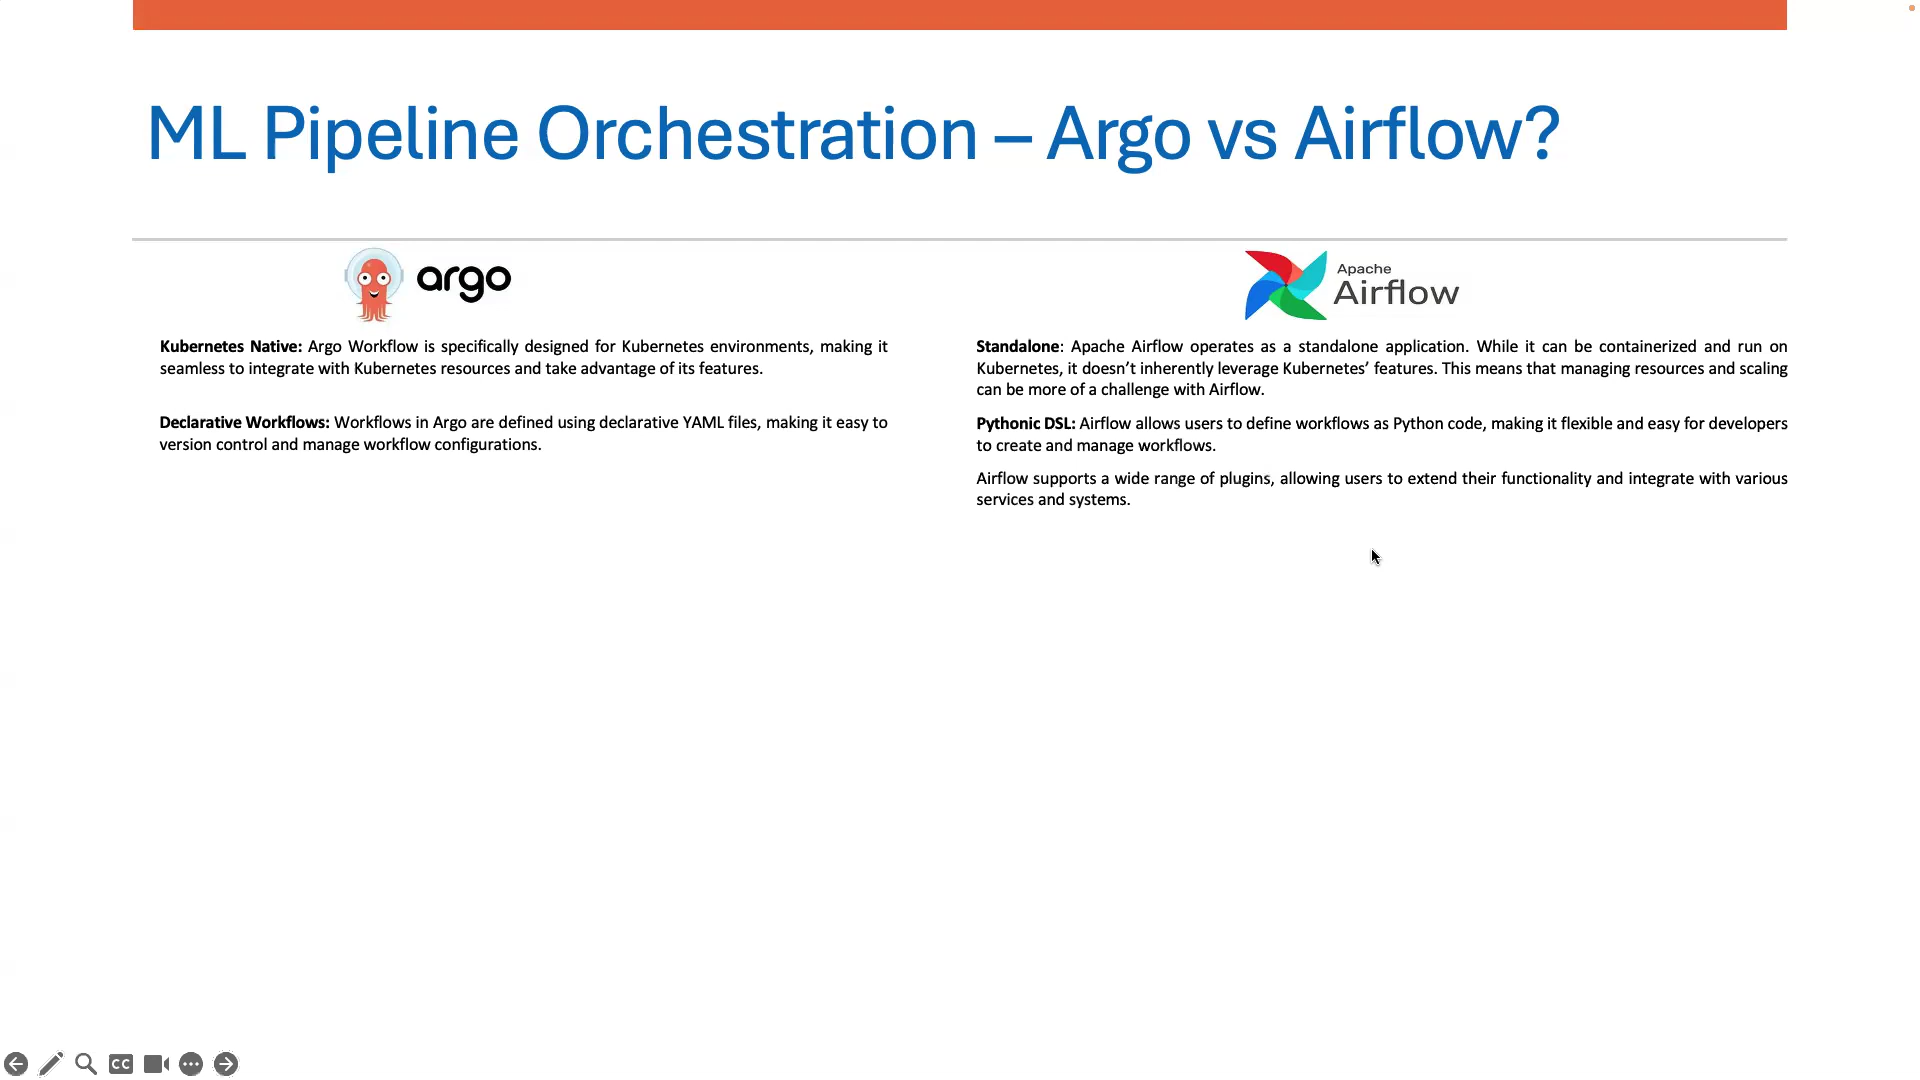 ML Pipeline Orchestration – Argo vs Airflow?
argo
Kubernetes Native: Argo Workflow is specifically designed for Kubernetes environments, making it
seamless to integrate with Kubernetes resources and take advantage of its features.
Declarative Workflows: Workflows in Argo are defined using declarative YAML files, making it easy to
version control and manage workflow configurations.
Apache
Airflow
Standalone: Apache Airflow operates as a standalone application. While it can be containerized and run on
Kubernetes, it doesn’t inherently leverage Kubernetes’ features. This means that managing resources and scaling
can be more of a challenge with Airflow.
Pythonic DSL: Airflow allows users to define workflows as Python code, making it flexible and easy for developers
to create and manage workflows.
Airflow supports a wide range of plugins, allowing users to extend their functionality and integrate with various
services and systems.
CC